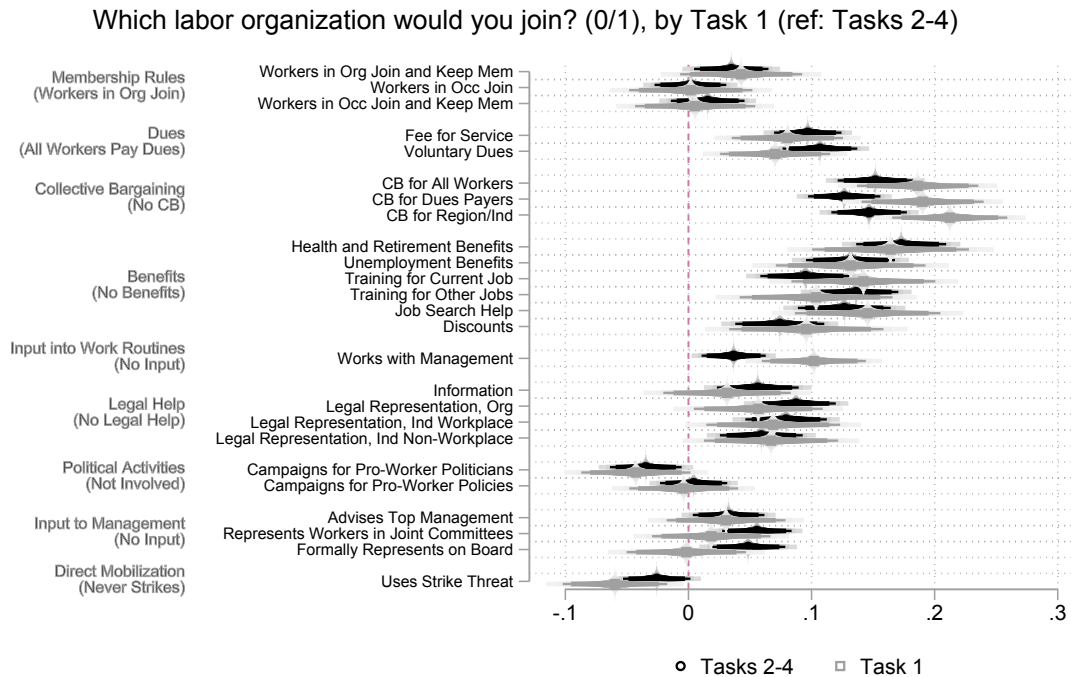 Which labor organization would you join? (0/1), by Task 1 (ref: Tasks 2-4)
Membership Rules
(Workers in Org Join)
Workers in Org Join and Keep Mem
Workers in Occ Join
Workers in Occ Join and Keep Mem
Dues
(All Workers Pay Dues)
Fee for Service
Voluntary Dues
Collective Bargaining
(No CB)
CB for All Workers
CB for Dues Payers
CB for Region/Ind
Benefits
(No Benefits)
Health and Retirement Benefits
Unemployment Benefits
Training for Current Job
Training for Other Jobs
Job Search Help
Discounts
Input into Work Routines
(No Input)
Works with Management
Legal Help
(No Legal Help)
Information
Legal Representation, Org
Legal Representation, Ind Workplace
Legal Representation, Ind Non-Workplace
Political Activities
(Not Involved)
Campaigns for Pro-Worker Politicians
Campaigns for Pro-Worker Policies
Input to Management
(No Input)
Advises Top Management
Represents Workers in Joint Committees
Formally Represents on Board
Direct Mobilization
(Never Strikes)
Uses Strike Threat
-.1 0 .1 .2 .3
Tasks 2-4 Task 1